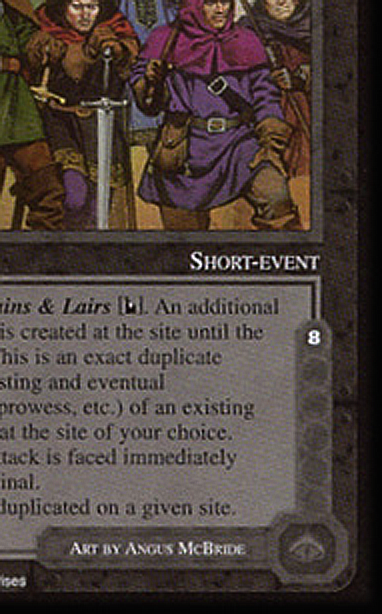 SHORT-EVENT
ins & Lairs []. An additional
is created at the site until the
his is an exact duplicate
sting and eventual
prowess, etc.) of an existing
at the site of your choice.
tack is faced immediately
inal.
duplicated on a given site.
8
ART BY ANGUS MCBRIDE
ises